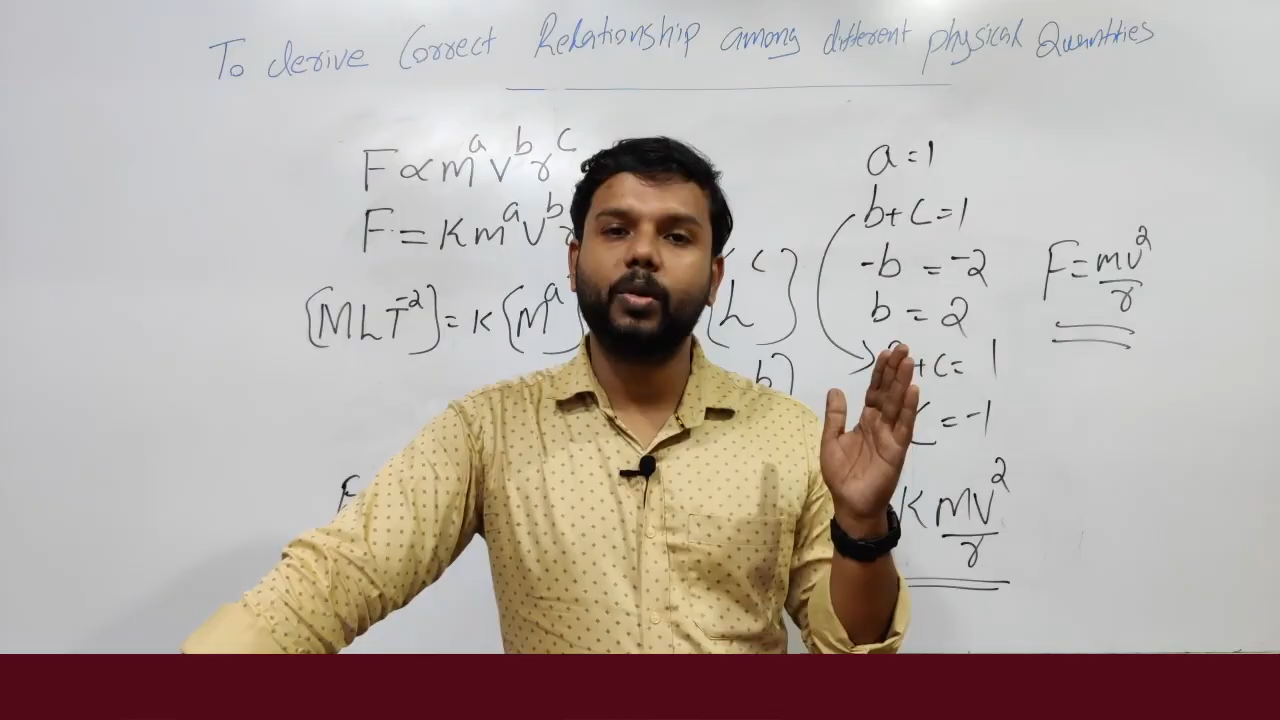 To derive Correct Relationship among different physical Quantities
F ∝ m^a v^b r^c
F = K m^a v^b
[MLT^-2] = K [M^a
c
L ]
b]
F
a = 1
b + c = 1
-b = -2
b = 2
+ c = 1
c = -1
K MV^2/r
F = mv^2/r